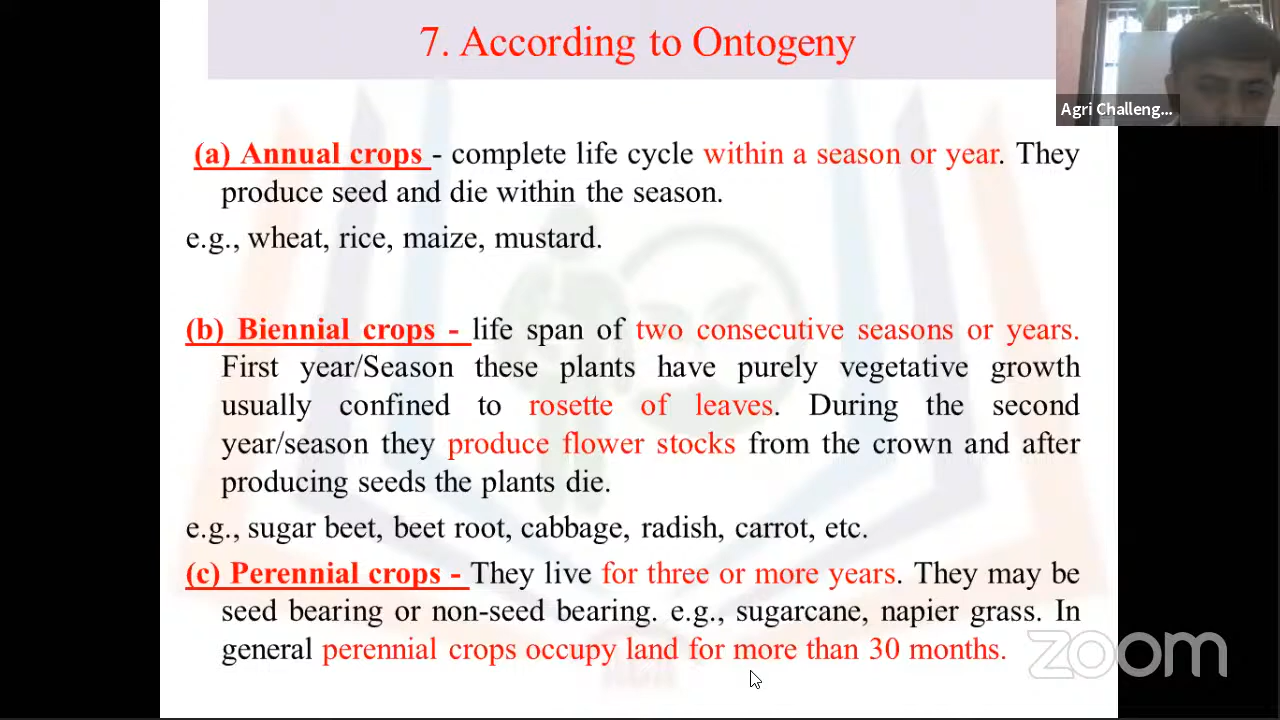 7. According to Ontogeny
Agri Challeng...
(a) Annual crops - complete life cycle within a season or year. They
produce seed and die within the season.
e.g., wheat, rice, maize, mustard.
(b) Biennial crops - life span of two consecutive seasons or years.
First year/Season these plants have purely vegetative growth
usually confined to rosette of leaves. During the second
year/season they produce flower stocks from the crown and after
producing seeds the plants die.
e.g., sugar beet, beet root, cabbage, radish, carrot, etc.
(c) Perennial crops - They live for three or more years. They may be
seed bearing or non-seed bearing. e.g., sugarcane, napier grass. In
general perennial crops occupy land for more than 30 months.
zoom